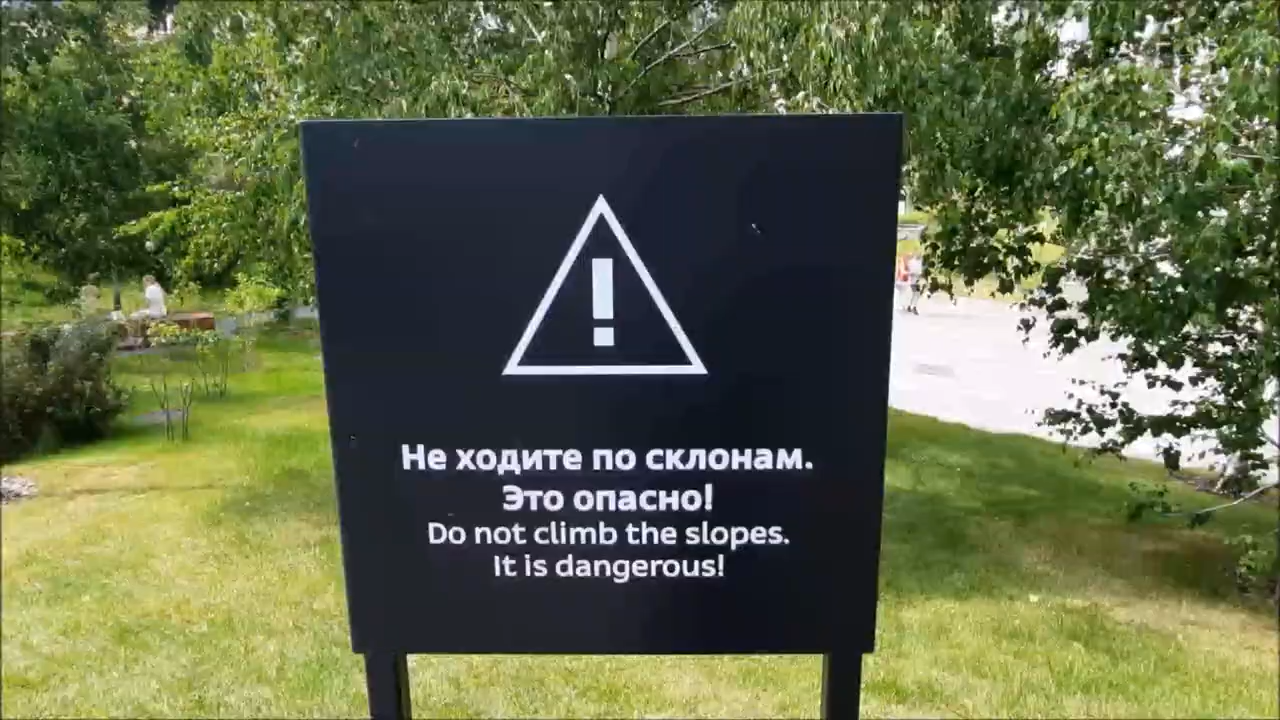 Не ходите по склонам.
Это опасно!
Do not climb the slopes.
It is dangerous!